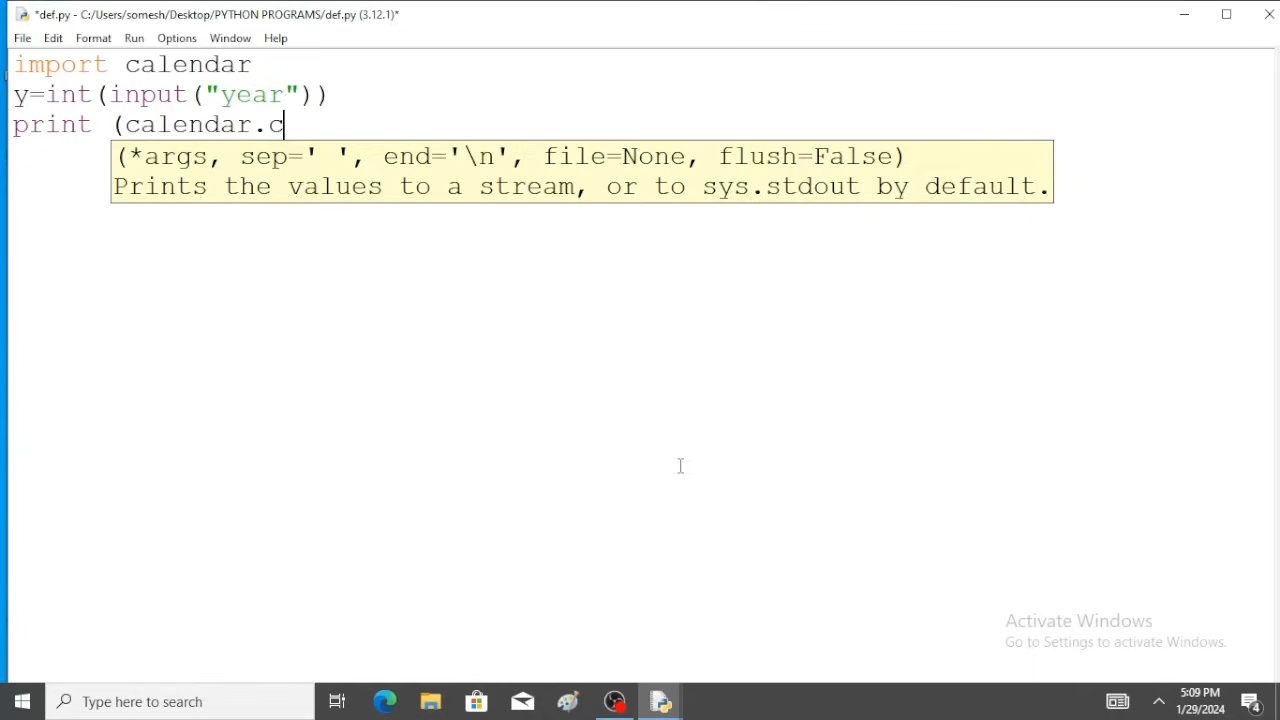 *def.py - C:/Users/somesh/Desktop/PYTHON PROGRAMS/def.py (3.12.1)*
File Edit Format Run Options Window Help
import calendar
y=int(input("year"))
print (calendar.c
(*args, sep=' ', end='\n', file=None, flush=False)
Prints the values to a stream, or to sys.stdout by default.
Activate Windows
Go to Settings to activate Windows.
Type here to search
5:09 PM
1/29/2024
4